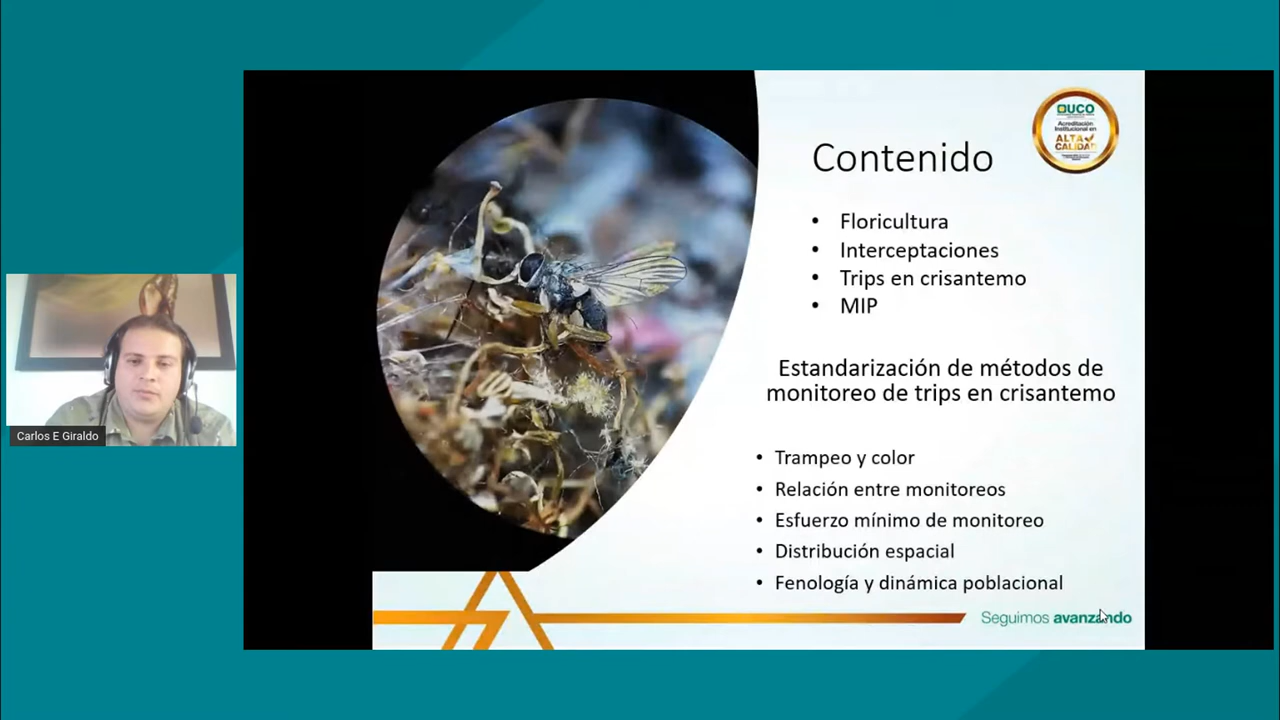 Contenido
UCO
Acreditación
Institucional en
ALTA
CALIDAD
• Floricultura
• Interceptaciones
• Trips en crisantemo
• MIP
Estandarización de métodos de
monitoreo de trips en crisantemo
• Trampeo y color
• Relación entre monitoreos
• Esfuerzo mínimo de monitoreo
• Distribución espacial
• Fenología y dinámica poblacional
Seguimos avanzando
Carlos E Giraldo